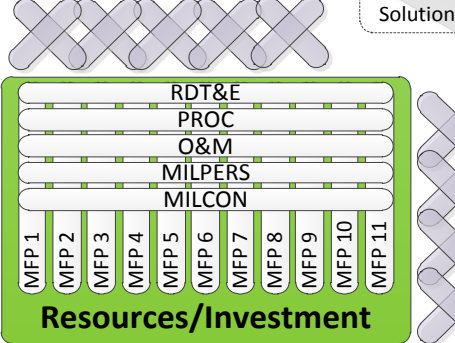 Solution
RDT&E
PROC
O&M
MILPERS
MILCON
MFP 1
MFP 2
MFP 3
MFP 4
MFP 5
MFP 6
MFP 7
MFP 8
MFP 9
MFP 10
MFP 11
Resources/Investment